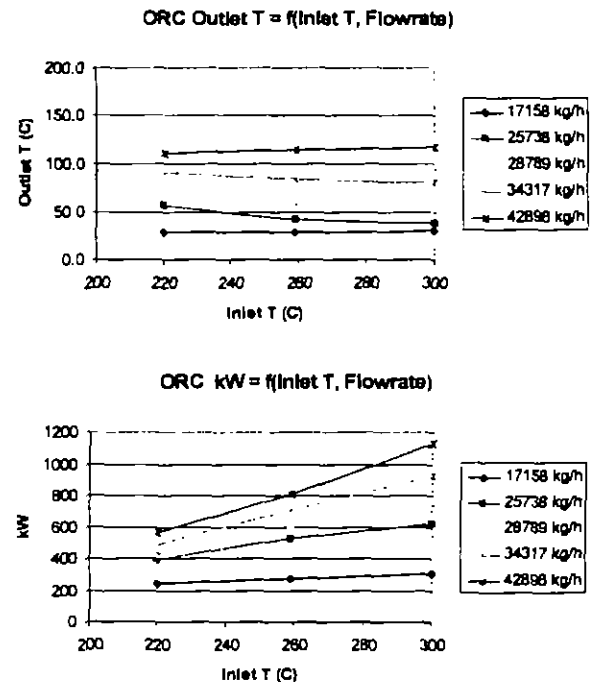 ORC Outlet T = f(Inlet T, Flowrate)
200.0
150.0
100.0
50.0
0.0
Outlet T (C)
200 220 240 260 280 300
Inlet T (C)
17158 kg/h
25738 kg/h
28789 kg/h
34317 kg/h
42898 kg/h
ORC kW = f(Inlet T, Flowrate)
1200
1000
800
600
400
200
0
kW
200 220 240 260 280 300
Inlet T (C)
17158 kg/h
25738 kg/h
28789 kg/h
34317 kg/h
42898 kg/h